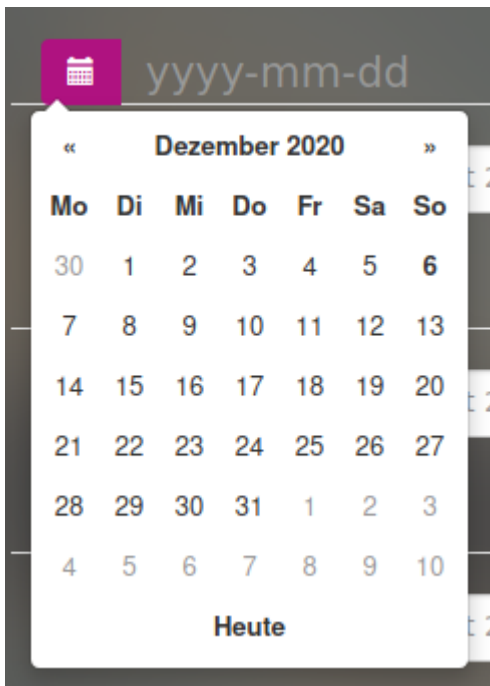 yyyy-mm-dd
« Dezember 2020 »
Mo Di Mi Do Fr Sa So
30 1 2 3 4 5 6
7 8 9 10 11 12 13
14 15 16 17 18 19 20
21 22 23 24 25 26 27
28 29 30 31 1 2 3
4 5 6 7 8 9 10
Heute